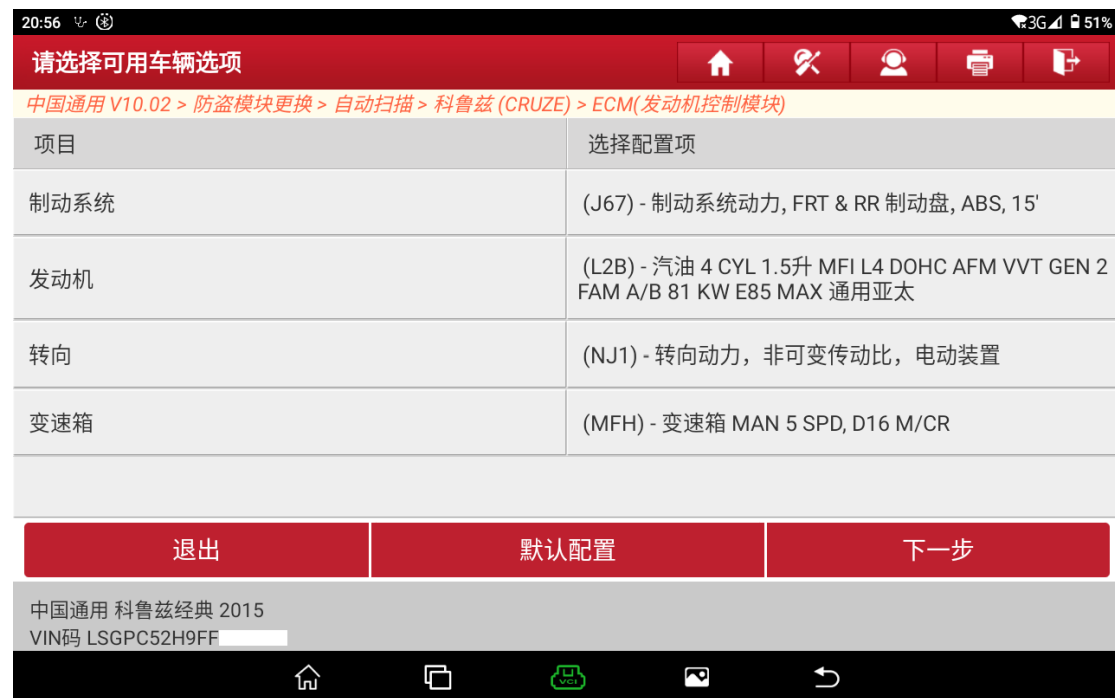 20:56 3G 51%
请选择可用车辆选项
中国通用 V10.02 > 防盗模块更换 > 自动扫描 > 科鲁兹 (CRUZE) > ECM(发动机控制模块)
项目 选择配置项
制动系统 (J67) - 制动系统动力, FRT & RR 制动盘, ABS, 15'
发动机 (L2B) - 汽油 4 CYL 1.5升 MFI L4 DOHC AFM VVT GEN 2
FAM A/B 81 KW E85 MAX 通用亚太
转向 (NJ1) - 转向动力，非可变传动比，电动装置
变速箱 (MFH) - 变速箱 MAN 5 SPD, D16 M/CR
退出 默认配置 下一步
中国通用 科鲁兹经典 2015
VIN码 LSGPC52H9FF
VCI